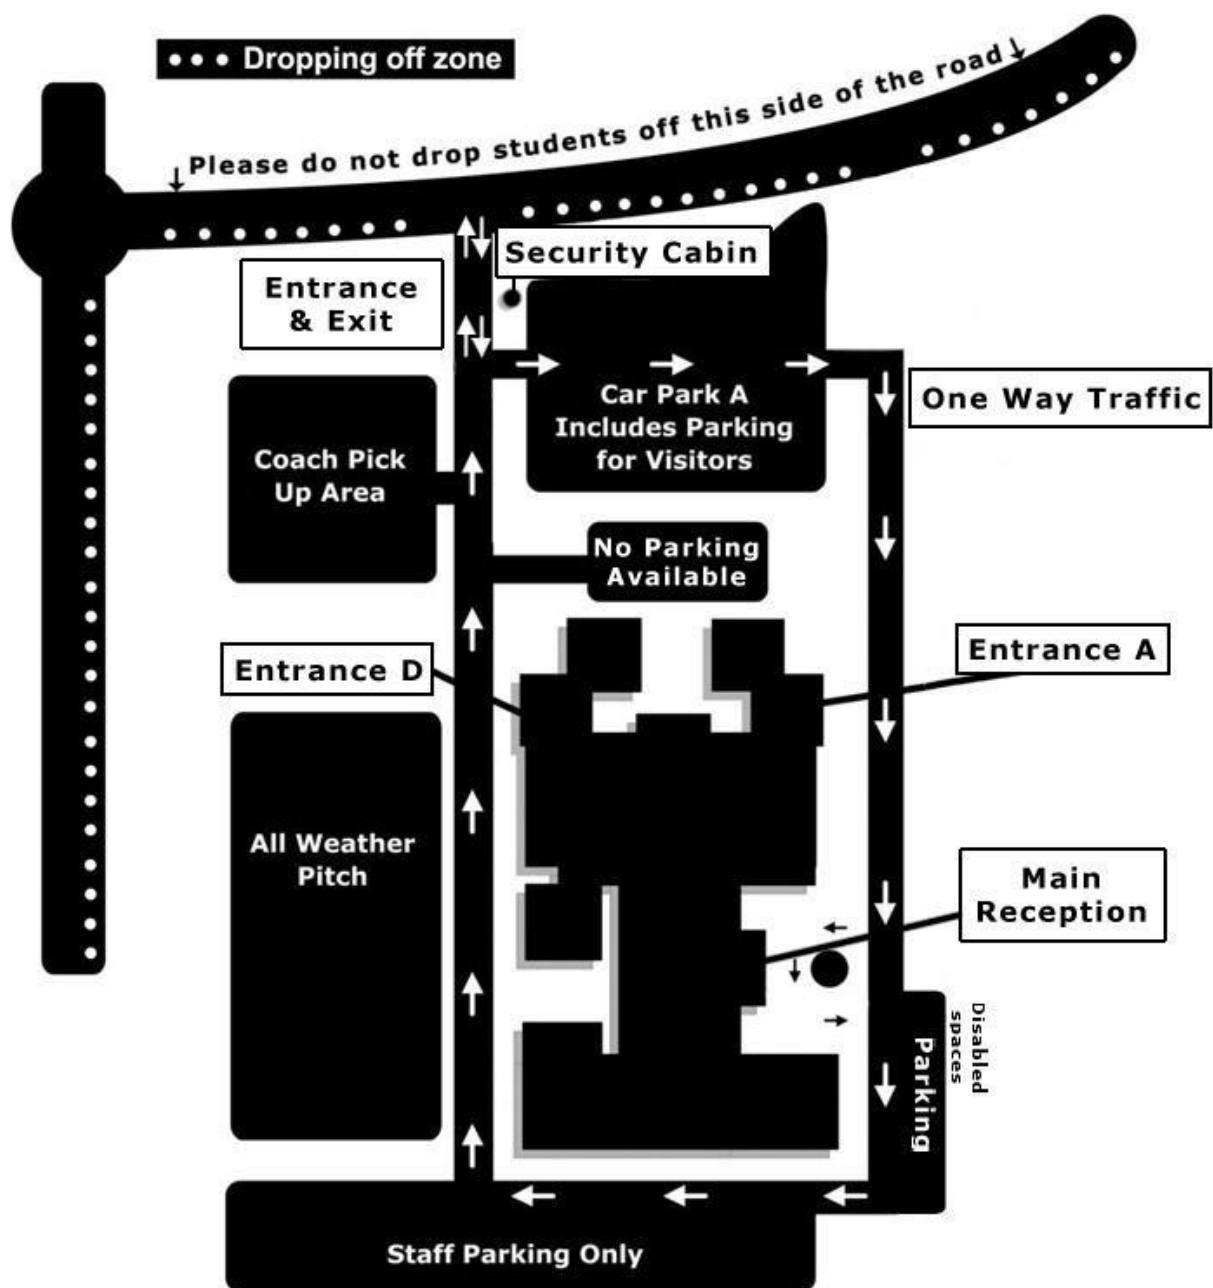 ••• Dropping off zone
↓Please do not drop students off this side of the road↓
Security Cabin
Entrance
& Exit
Car Park A
Includes Parking
for Visitors
One Way Traffic
Coach Pick
Up Area
No Parking
Available
Entrance D
Entrance A
All Weather
Pitch
Main
Reception
Disabled
spaces
Parking
Staff Parking Only